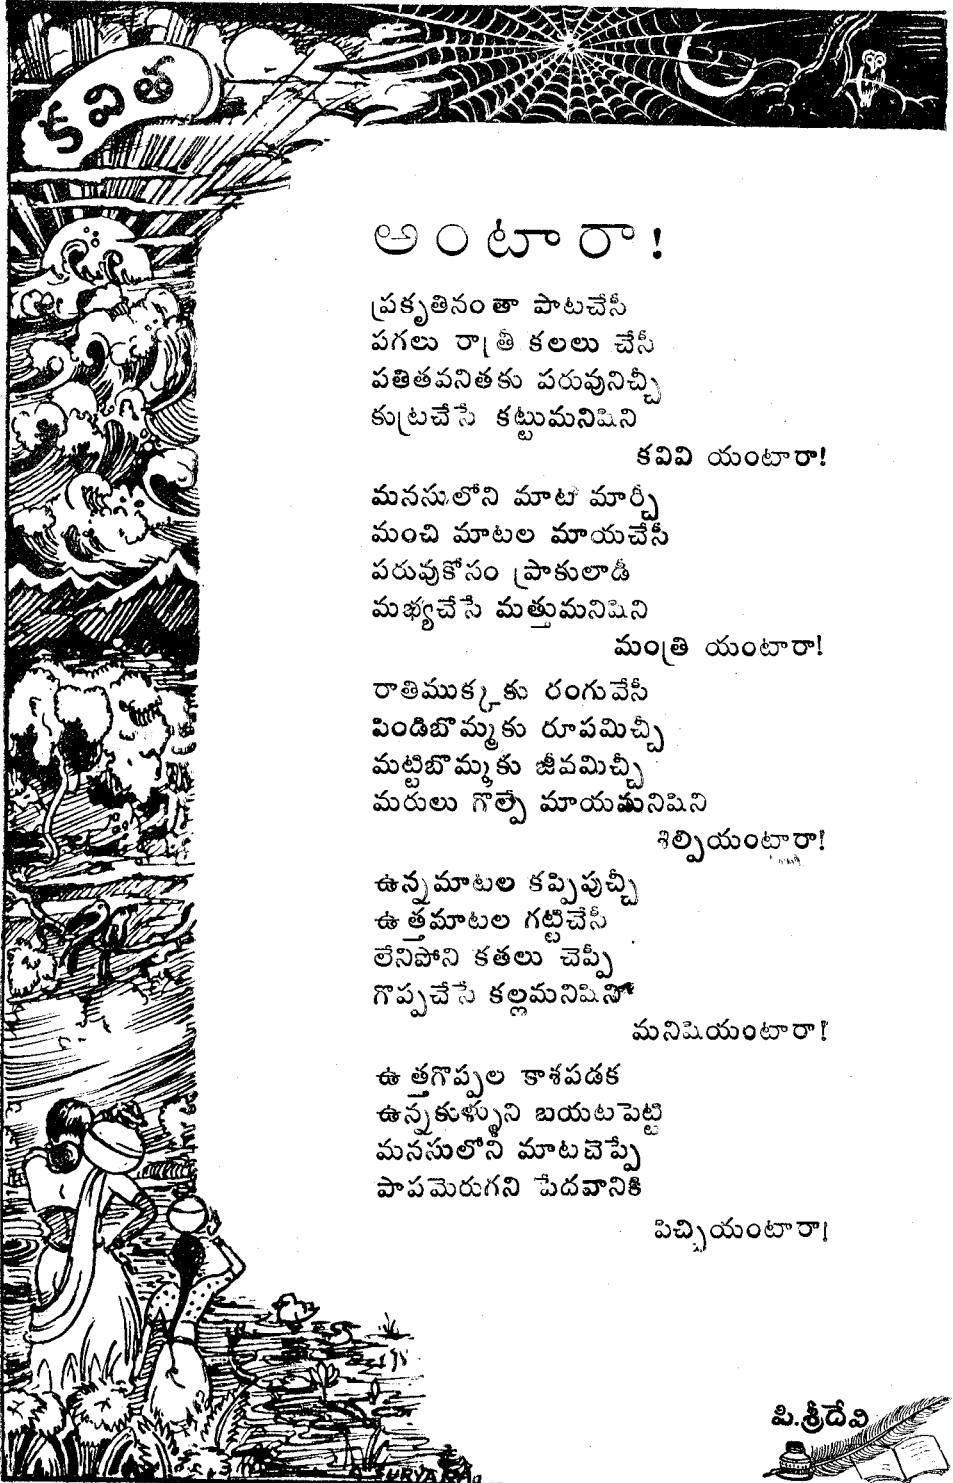 కవిత
అంటారా!
ప్రకృతినంతా పాటచేసీ
పగలు రాత్రీ కలలు చేసీ
పతితవనితకు పరువునిచ్చీ
కుట్రచేసే కట్టుమనిషిని
కవివి యంటారా!
మనసులోని మాట మార్చీ
మంచి మాటల మాయచేసీ
పరువుకోసం ప్రాకులాడీ
మభ్యచేసే మత్తుమనిషిని
మంత్రి యంటారా!
రాతిముక్కకు రంగువేసీ
పిండిబొమ్మకు రూపమిచ్చీ
మట్టిబొమ్మకు జీవమిచ్చీ
మరులు గొల్పే మాయమనిషిని
శిల్పియంటారా!
ఉన్నమాటల కప్పిపుచ్చీ
ఉత్తమాటల గట్టిచేసీ
లేనిపోని కతలు చెప్పీ
గొప్పచేసే కల్లమనిషినో
మనిషియంటారా!
ఉత్తగొప్పల కాశపడక
ఉన్నకుళ్ళుని బయటపెట్టి
మనసులోనీ మాటచెప్పే
పాపమెరుగని పేదవానికి
పిచ్చియంటారా!
పి.శ్రీదేవి